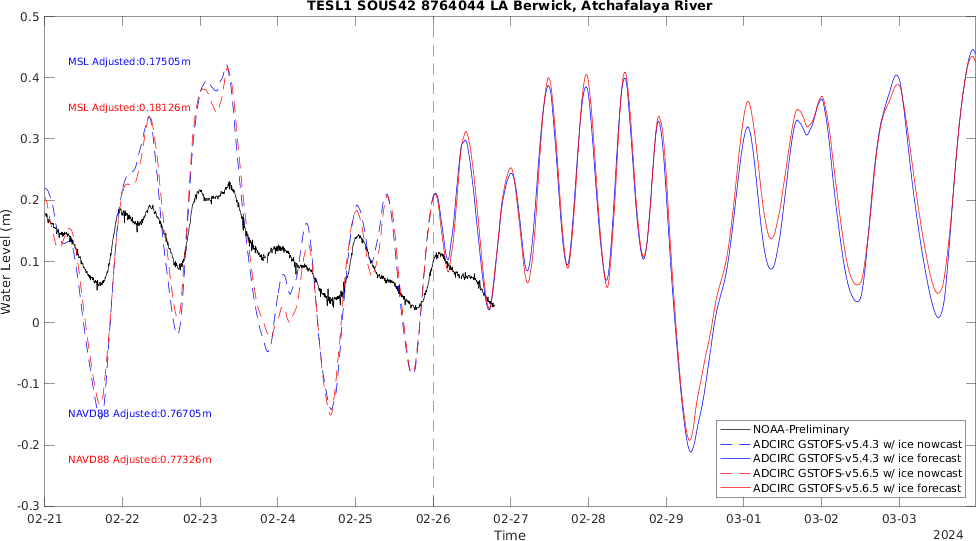 TESL1 SOUS42 8764044 LA Berwick, Atchafalaya River
0.5
0.4
0.3
0.2
0.1
0
-0.1
-0.2
-0.3
Water Level (m)
MSL Adjusted:0.17505m
MSL Adjusted:0.18126m
NAVD88 Adjusted:0.76705m
NAVD88 Adjusted:0.77326m
NOAA-Preliminary
ADCIRC GSTOFS-v5.4.3 w/ ice nowcast
ADCIRC GSTOFS-v5.4.3 w/ ice forecast
ADCIRC GSTOFS-v5.6.5 w/ ice nowcast
ADCIRC GSTOFS-v5.6.5 w/ ice forecast
02-21 02-22 02-23 02-24 02-25 02-26 02-27 02-28 02-29 03-01 03-02 03-03
Time
2024